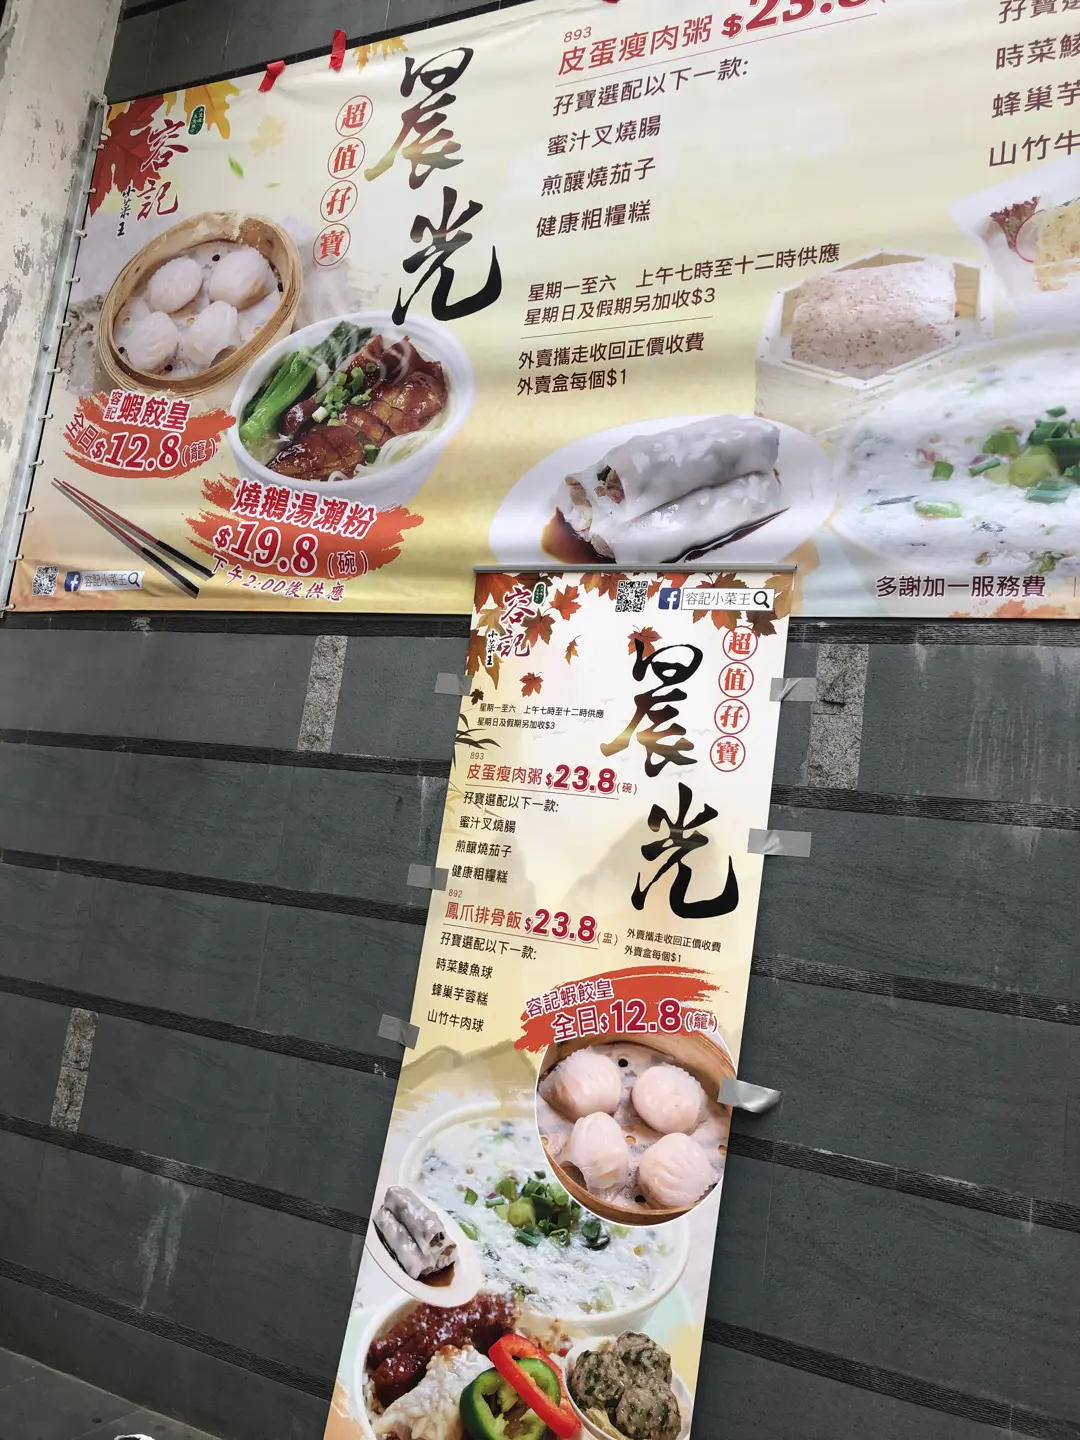 容記
小菜王
超值孖寶
晨光
893
皮蛋瘦肉粥 $23.8
孖寶選配以下一款:
蜜汁叉燒腸
煎釀燒茄子
健康粗糧糕
星期一至六 上午七時至十二時供應
星期日及假期另加收$3
外賣攜走收回正價收費
外賣盒每個$1
孖寶
時菜鯪
蜂巢芋
山竹牛
容記蝦餃皇
全日$12.8(籠)
燒鵝湯瀨粉
$19.8(碗)
下午2:00後供應
容記小菜王
多謝加一服務費
容記
小菜王
容記小菜王
超值孖寶
晨光
星期一至六 上午七時至十二時供應
星期日及假期另加收$3
893
皮蛋瘦肉粥 $23.8(碗)
孖寶選配以下一款:
蜜汁叉燒腸
煎釀燒茄子
健康粗糧糕
892
鳳爪排骨飯 $23.8(盅)
孖寶選配以下一款:
時菜鯪魚球
蜂巢芋蓉糕
山竹牛肉球
外賣攜走收回正價收費
外賣盒每個$1
容記蝦餃皇
全日$12.8(籠)